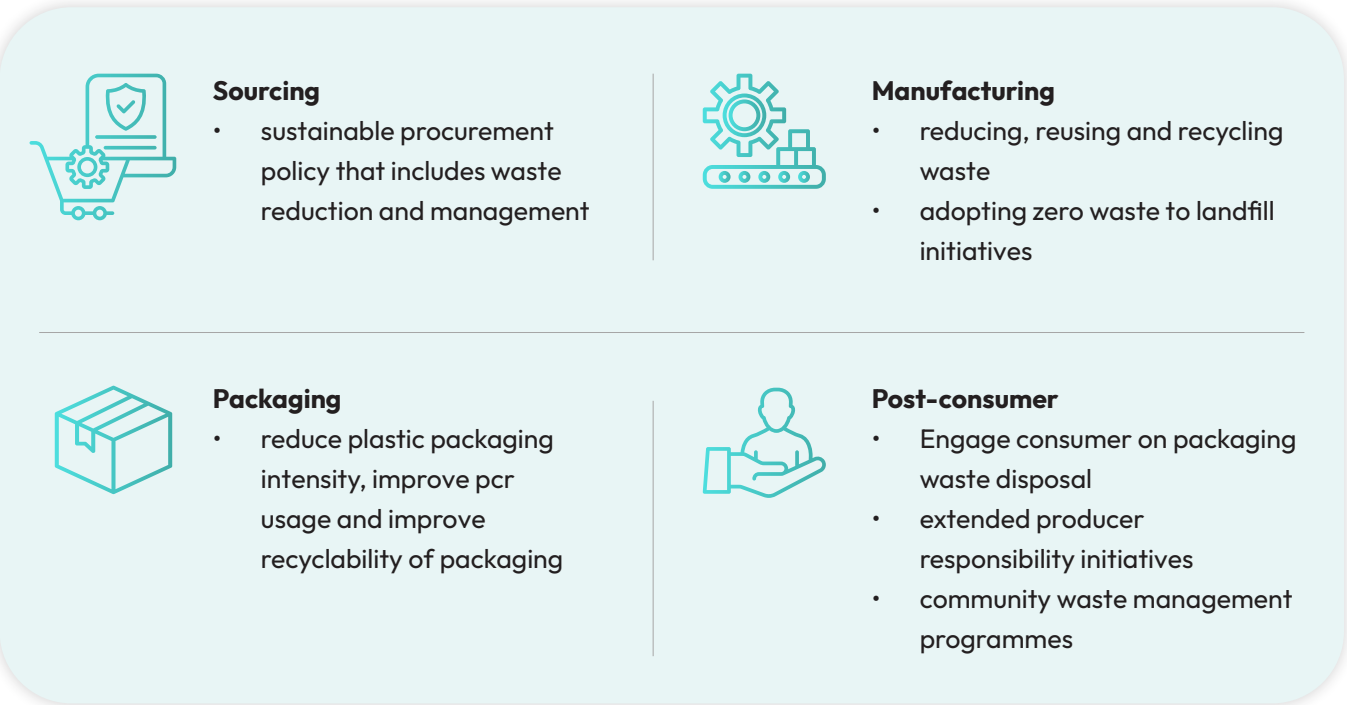 Sourcing
• sustainable procurement
policy that includes waste
reduction and management
Manufacturing
• reducing, reusing and recycling
waste
• adopting zero waste to landfill
initiatives
Packaging
• reduce plastic packaging
intensity, improve pcr
usage and improve
recyclability of packaging
Post-consumer
• Engage consumer on packaging
waste disposal
• extended producer
responsibility initiatives
• community waste management
programmes